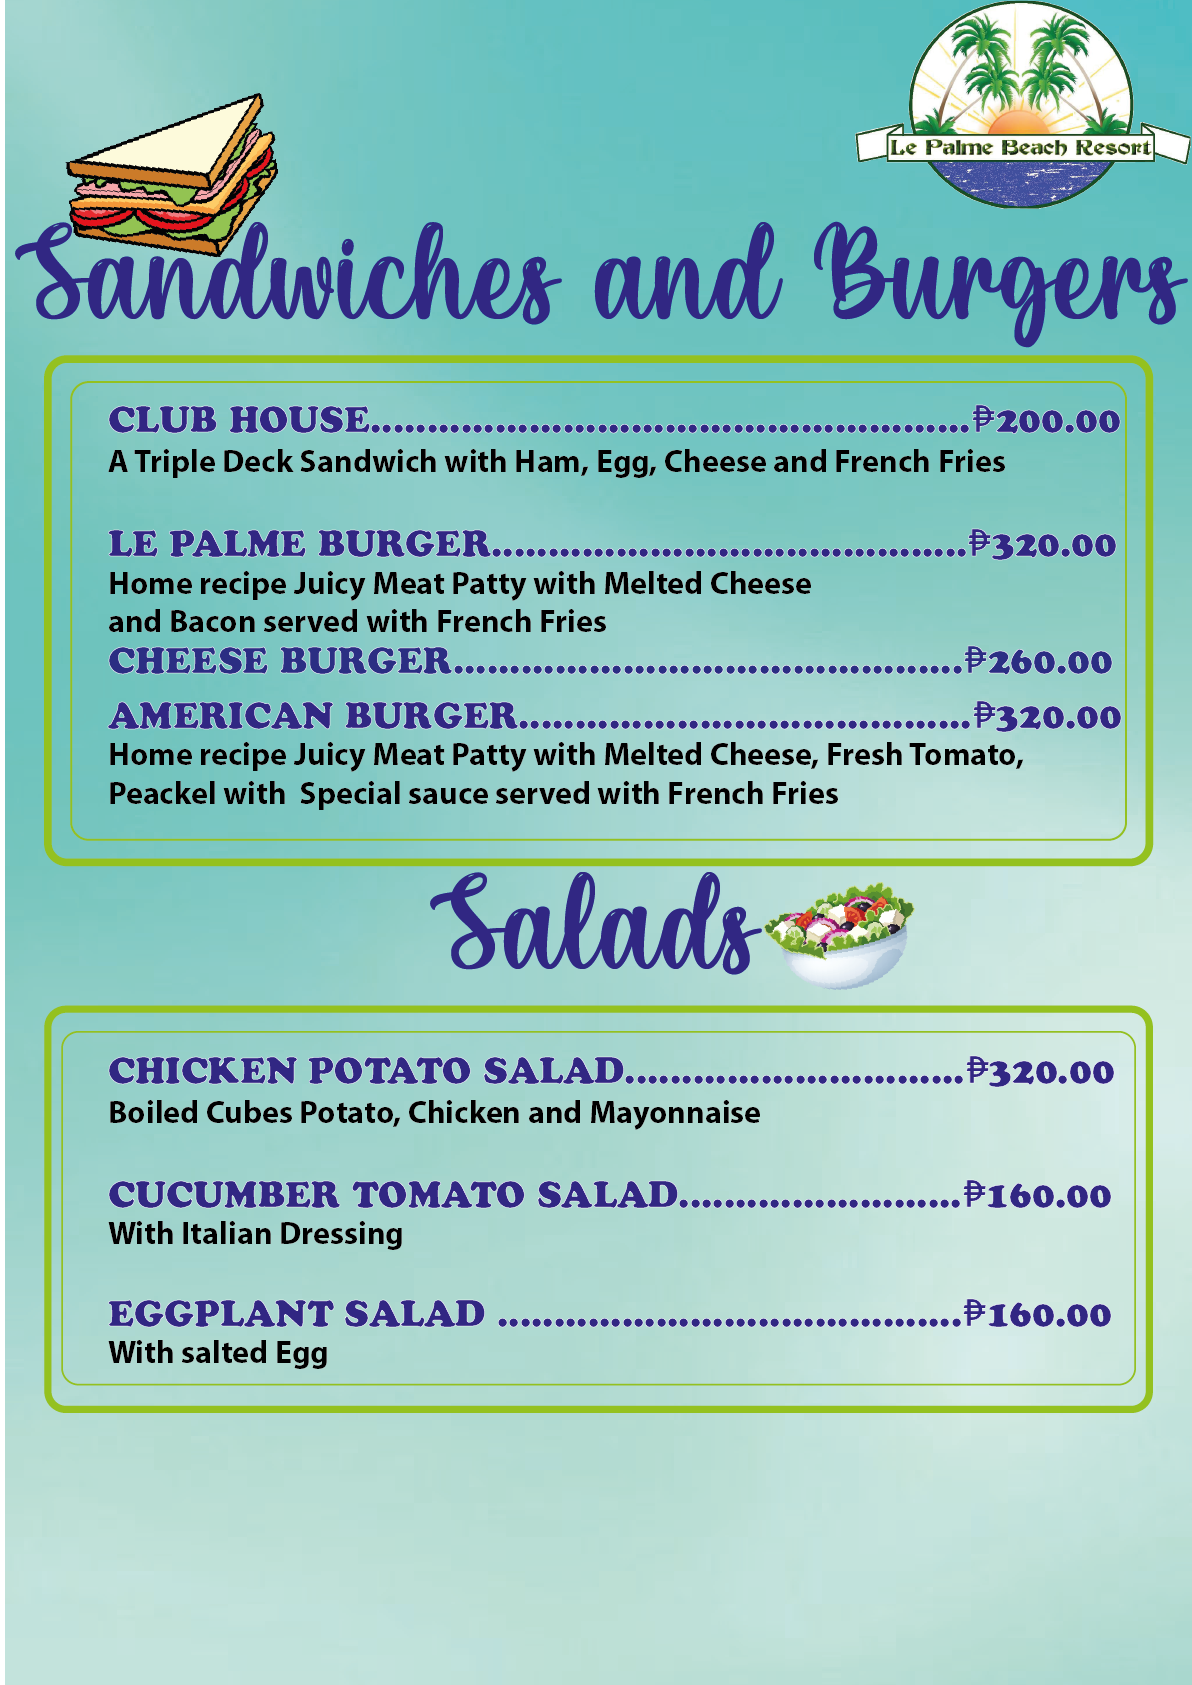 Le Palme Beach Resort
Sandwiches and Burgers
CLUB HOUSE.....................................................₱200.00
A Triple Deck Sandwich with Ham, Egg, Cheese and French Fries
LE PALME BURGER..........................................₱320.00
Home recipe Juicy Meat Patty with Melted Cheese
and Bacon served with French Fries
CHEESE BURGER.............................................₱260.00
AMERICAN BURGER........................................₱320.00
Home recipe Juicy Meat Patty with Melted Cheese, Fresh Tomato,
Peackel with  Special sauce served with French Fries
Salads
CHICKEN POTATO SALAD..............................₱320.00
Boiled Cubes Potato, Chicken and Mayonnaise
CUCUMBER TOMATO SALAD.........................₱160.00
With Italian Dressing
EGGPLANT SALAD .........................................₱160.00
With salted Egg